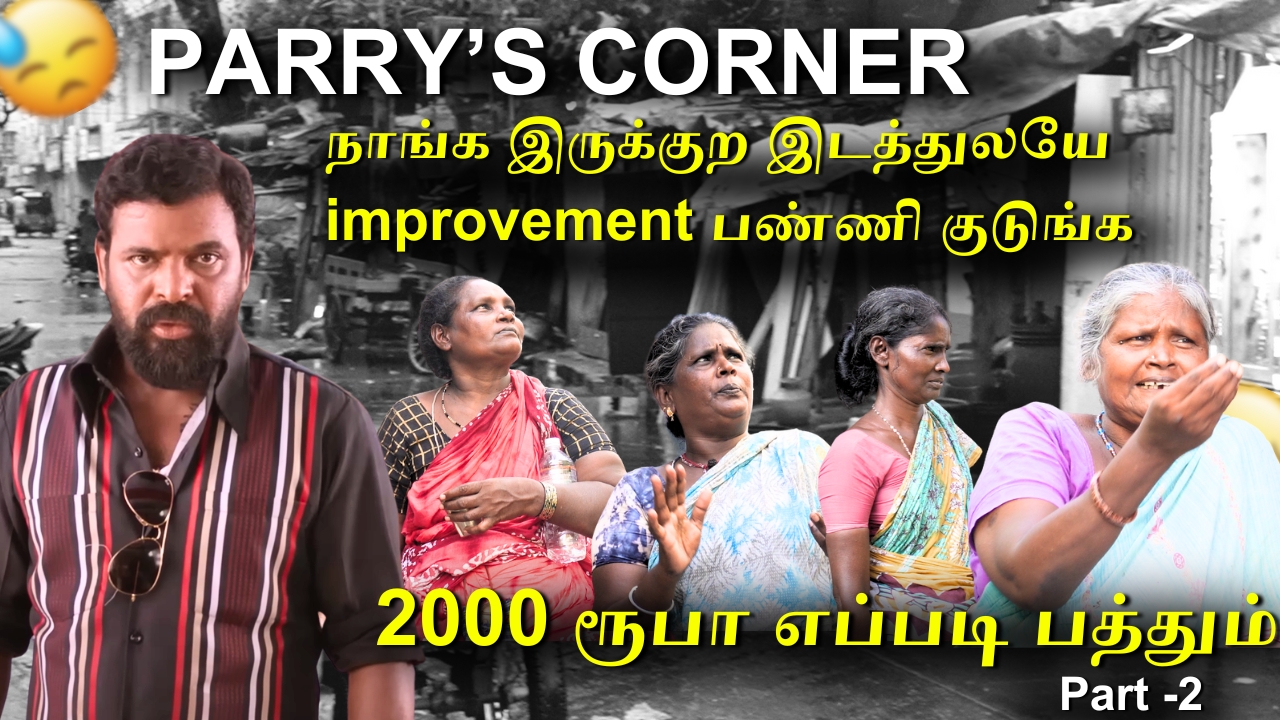 PARRY’S CORNER
நாங்க இருக்குற இடத்துலயே
improvement பண்ணி குடுங்க
2000 ரூபா எப்படி பத்தும்
Part -2